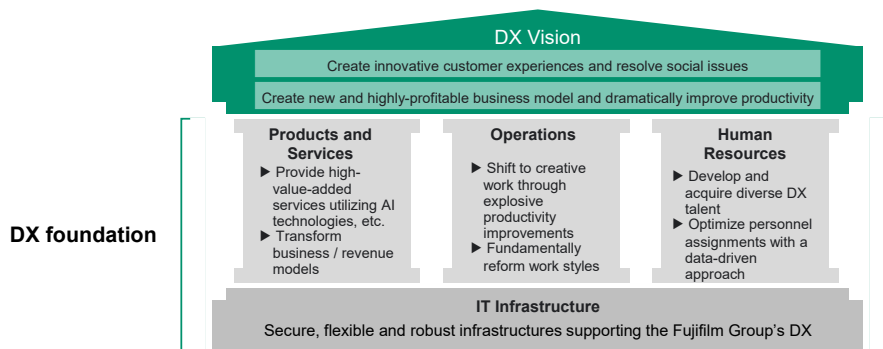 DX Vision
Create innovative customer experiences and resolve social issues
Create new and highly-profitable business model and dramatically improve productivity
DX foundation
Products and
Services
▶ Provide high-
value-added
services utilizing AI
technologies, etc.
▶ Transform
business / revenue
models
Operations
▶ Shift to creative
work through
explosive
productivity
improvements
▶ Fundamentally
reform work styles
Human
Resources
▶ Develop and
acquire diverse DX
talent
▶ Optimize personnel
assignments with a
data-driven
approach
IT Infrastructure
Secure, flexible and robust infrastructures supporting the Fujifilm Group's DX